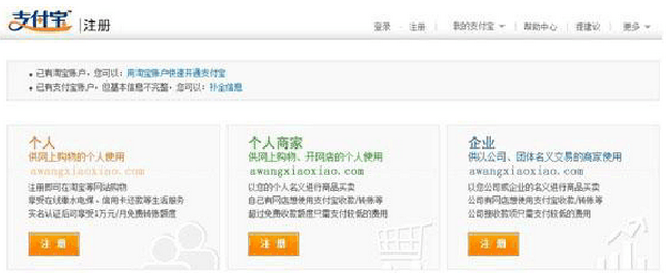 支付宝 | 注册
登录 - 注册 | 我的支付宝 | 帮助中心 | 提建议 | 更多
已有淘宝账户，您可以：用淘宝账户快速开通支付宝
已有支付宝账户，但基本信息不完整，您可以：补全信息
个人
供网上购物的个人使用
awangxiaoxiao.com
注册即可在淘宝等网站购物
享受在线缴水电煤、信用卡还款等生活服务
实名认证后可享受1万元/月免费转账额度
注 册
个人商家
供网上购物、开网店的个人使用
awangxiaoxiao.com
以您的个人名义进行商品买卖
自己有网店想使用支付宝收款/转账等
超过免费收款额度只需支付较低的费用
注 册
企业
供以公司、团体名义交易的商家使用
awangxiaoxiao.com
以您公司或企业的名义进行商品买卖
公司有网店想使用支付宝收款/转账等
公司接收款项只需支付较低的费用
注 册